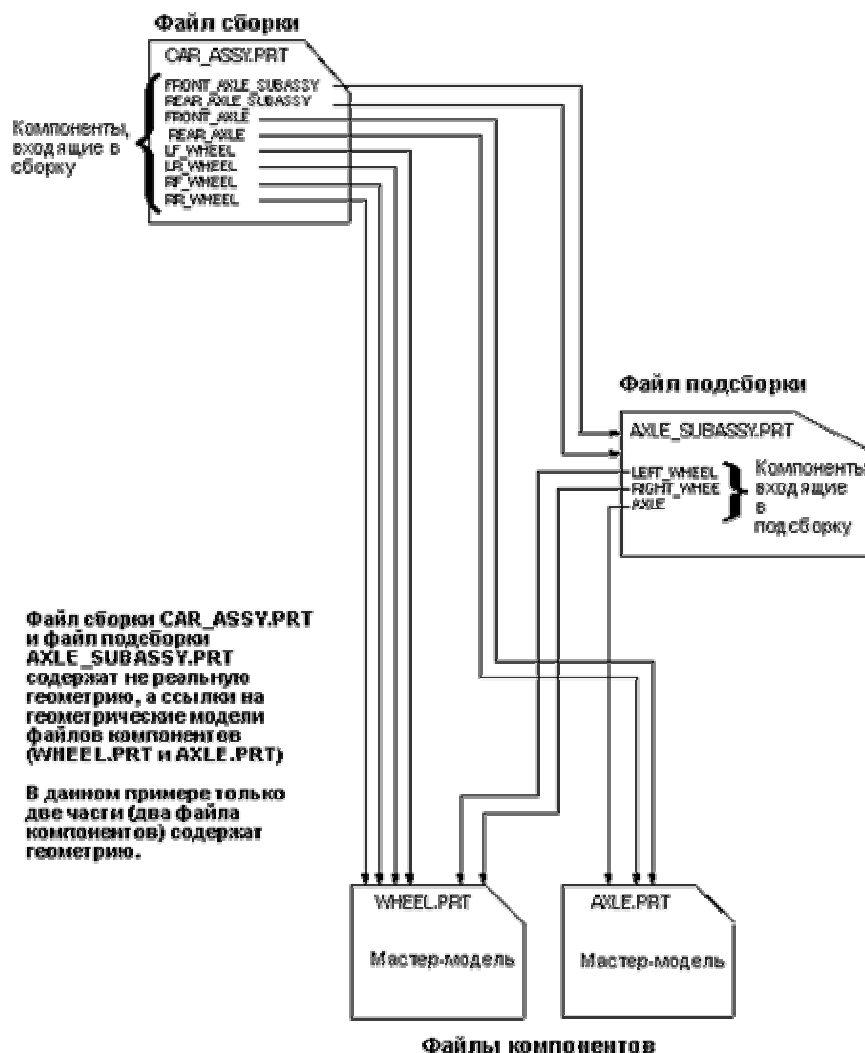 Файл сборки
CAR_ASSY.PRT
FRONT_AXLE_SUBASSY
REAR_AXLE_SUBASSY
FRONT_AXLE
REAR_AXLE
LF_WHEEL
LR_WHEEL
RF_WHEEL
RR_WHEEL
Компоненты,
входящие в
сборку
Файл подсборки
AXLE_SUBASSY.PRT
LEFT_WHEEL
RIGHT_WHEE
AXLE
Компоненты
входящие
в
подсборку
Файл сборки CAR_ASSY.PRT
и файл подсборки
AXLE_SUBASSY.PRT
содержат не реальную
геометрию, а ссылки на
геометрические модели
файлов компонентов
(WHEEL.PRT и AXLE.PRT)
В данном примере только
две части (два файла
компонентов) содержат
геометрию.
WHEEL.PRT
Мастер-модель
AXLE.PRT
Мастер-модель
Файлы компонентов